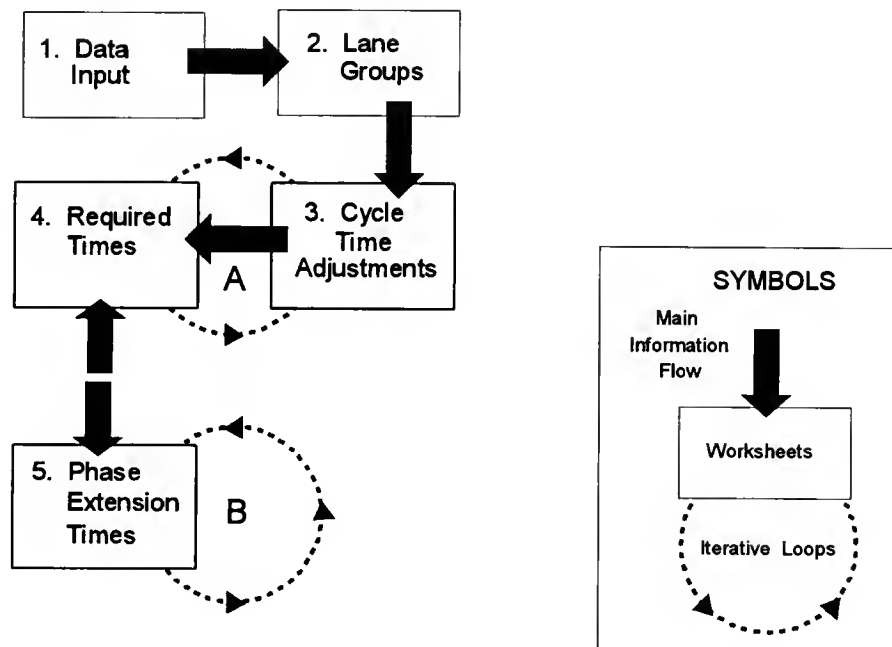 1. Data
Input
2. Lane
Groups
4. Required
Times
3. Cycle
Time
Adjustments
A
5. Phase
Extension
Times
B
SYMBOLS
Main
Information
Flow
Worksheets
Iterative Loops